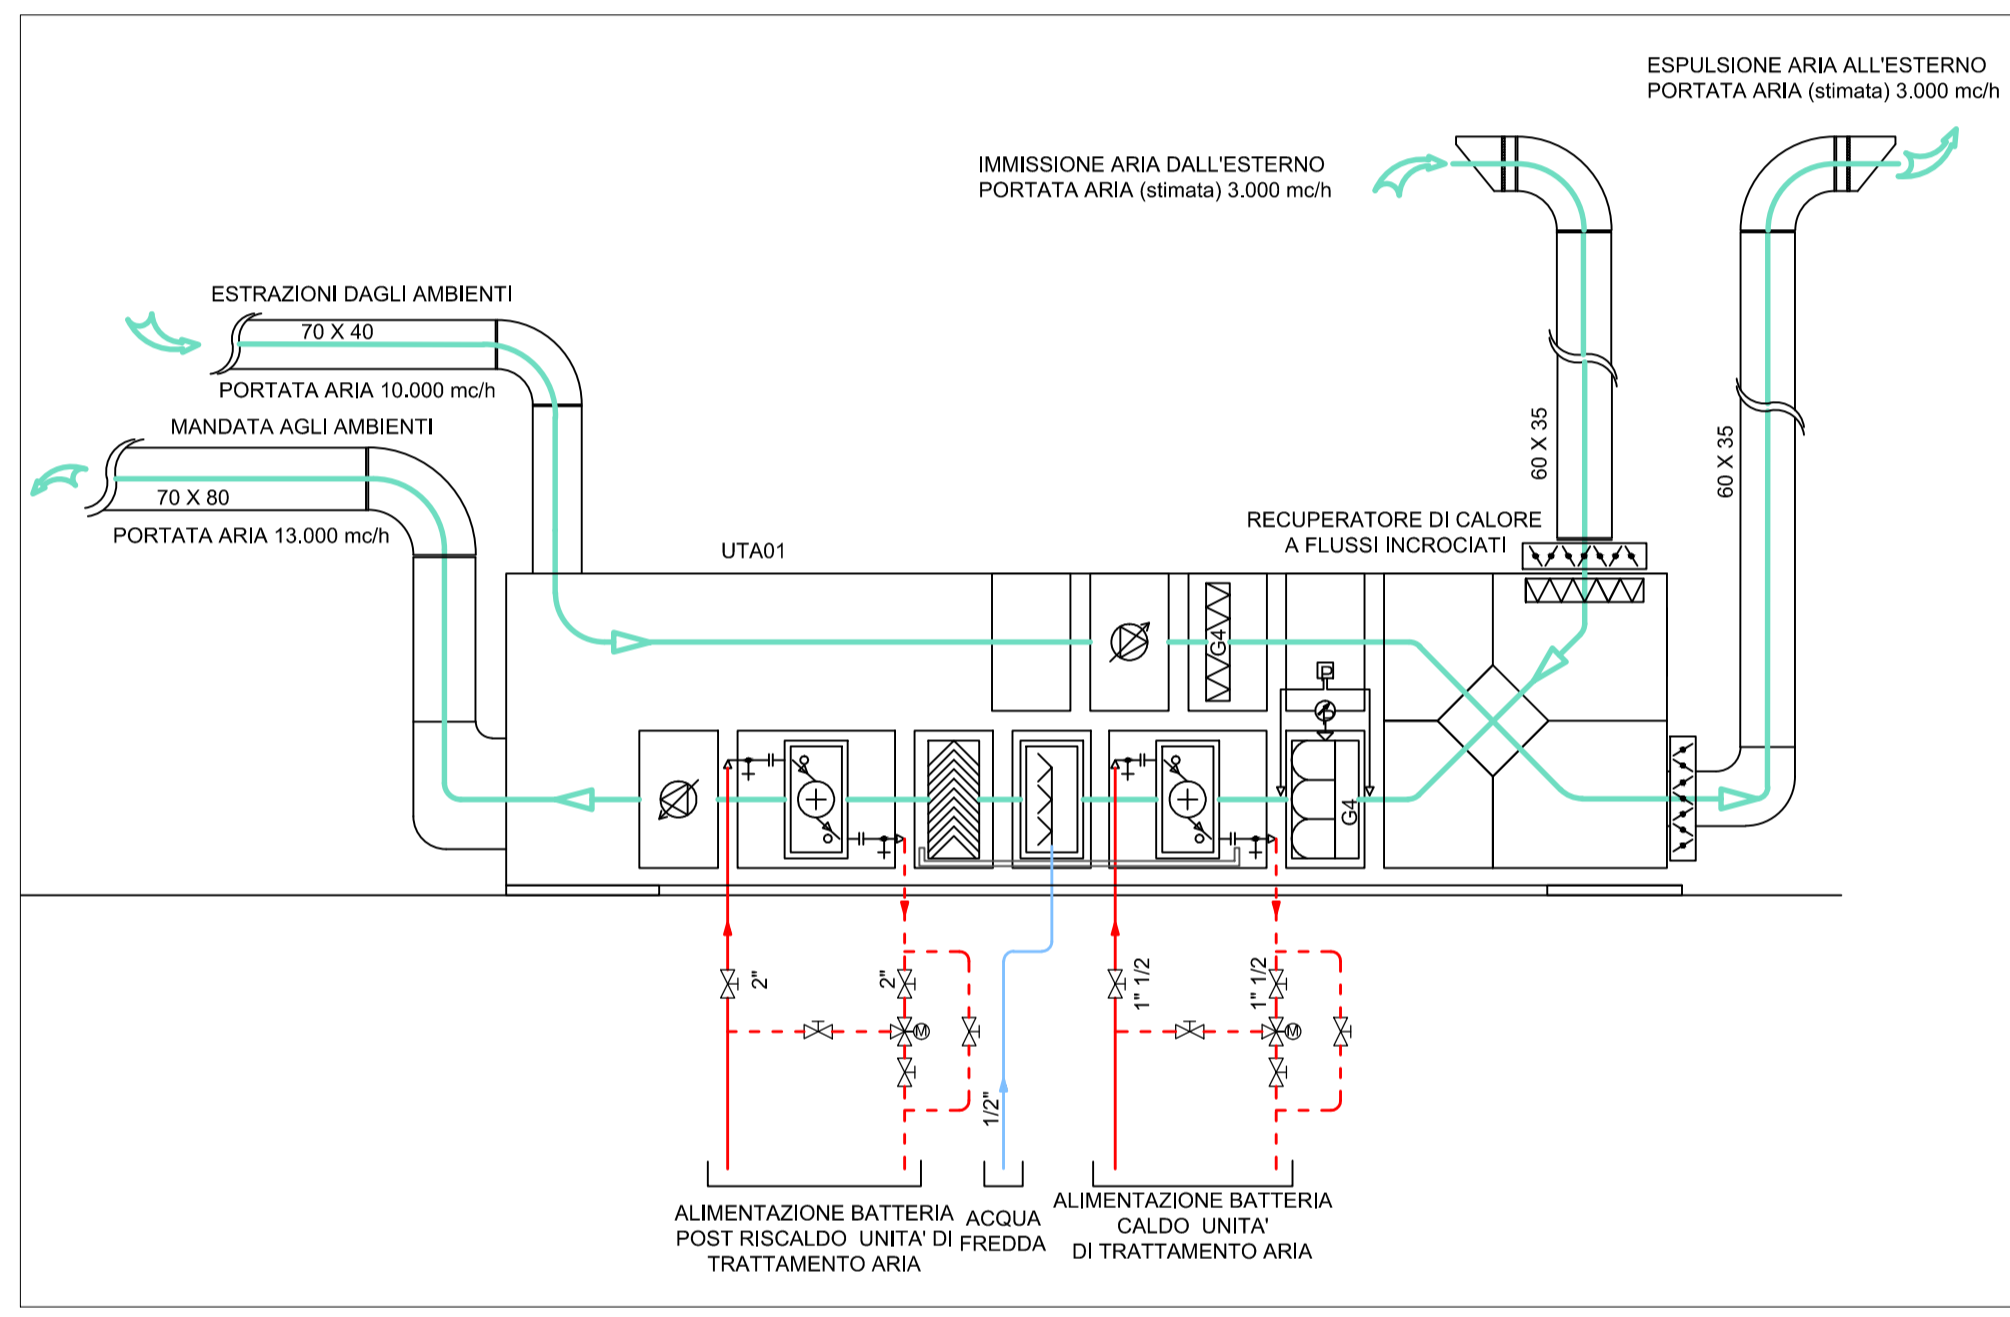 ESPULSIONE ARIA ALL'ESTERNO
PORTATA ARIA (stimata) 3.000 mc/h
IMMISSIONE ARIA DALL'ESTERNO
PORTATA ARIA (stimata) 3.000 mc/h
ESTRAZIONI DAGLI AMBIENTI
70 X 40
PORTATA ARIA 10.000 mc/h
MANDATA AGLI AMBIENTI
70 X 80
PORTATA ARIA 13.000 mc/h
60 X 35
60 X 35
RECUPERATORE DI CALORE
A FLUSSI INCROCIATI
UTA01
G4
P
G4
2"
2"
1" 1/2
1" 1/2
M
M
1/2"
ALIMENTAZIONE BATTERIA
POST RISCALDO UNITA' DI
TRATTAMENTO ARIA
ACQUA
FREDDA
ALIMENTAZIONE BATTERIA
CALDO UNITA'
DI TRATTAMENTO ARIA